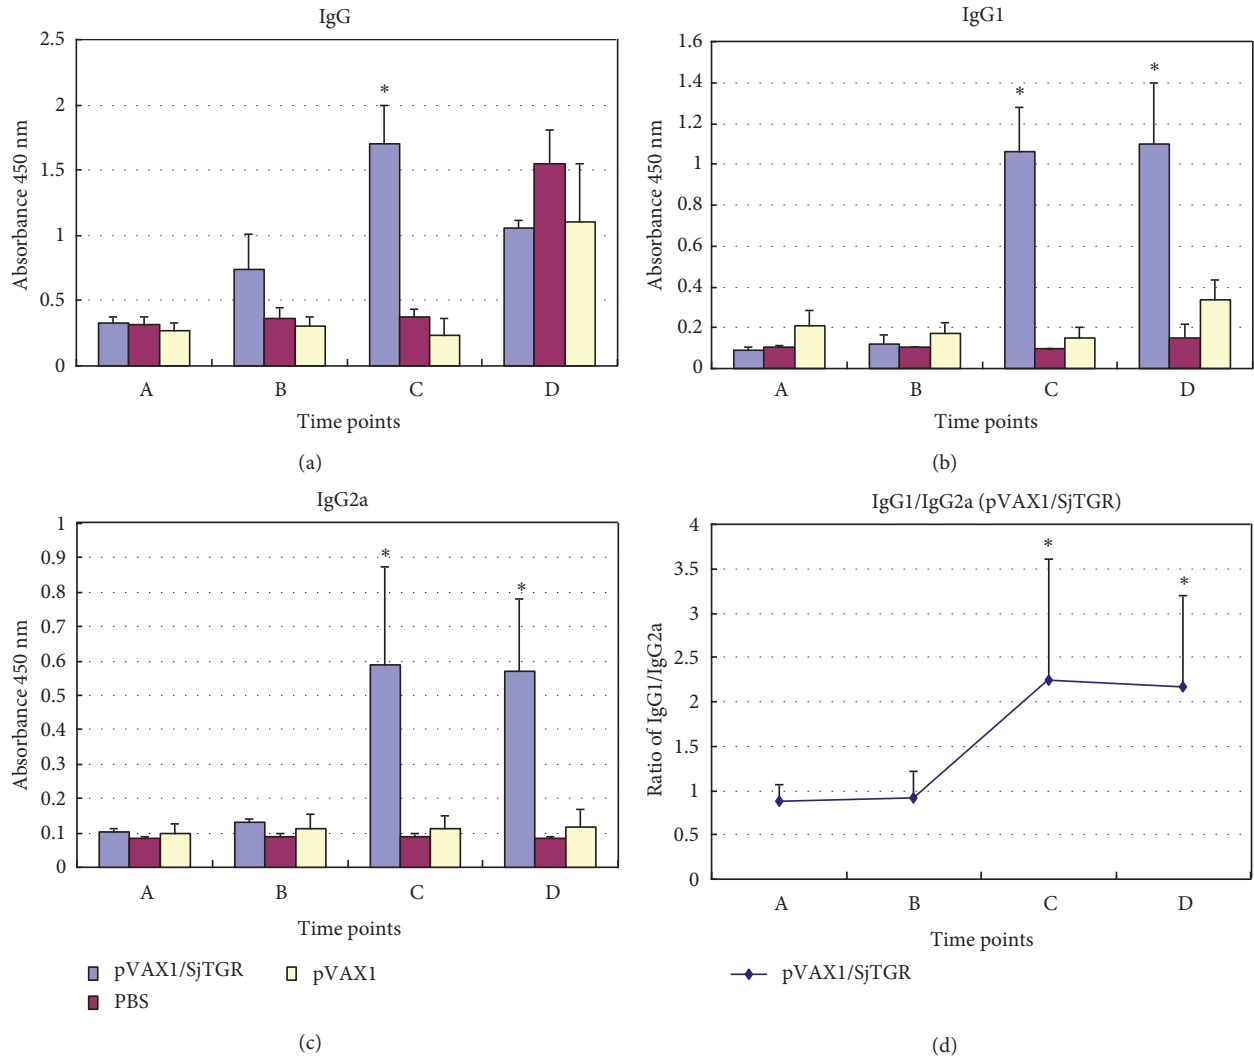 IgG
2.5
2
1.5
1
0.5
0
Absorbance 450 nm
*
A B C D
Time points
(a)
IgG1
1.6
1.4
1.2
1
0.8
0.6
0.4
0.2
0
Absorbance 450 nm
* *
A B C D
Time points
(b)
IgG2a
1
0.9
0.8
0.7
0.6
0.5
0.4
0.3
0.2
0.1
0
Absorbance 450 nm
* *
A B C D
Time points
pVAX1/SjTGR pVAX1
PBS
(c)
IgG1/IgG2a (pVAX1/SjTGR)
4
3.5
3
2.5
2
1.5
1
0.5
0
Ratio of IgG1/IgG2a
* *
A B C D
Time points
pVAX1/SjTGR
(d)